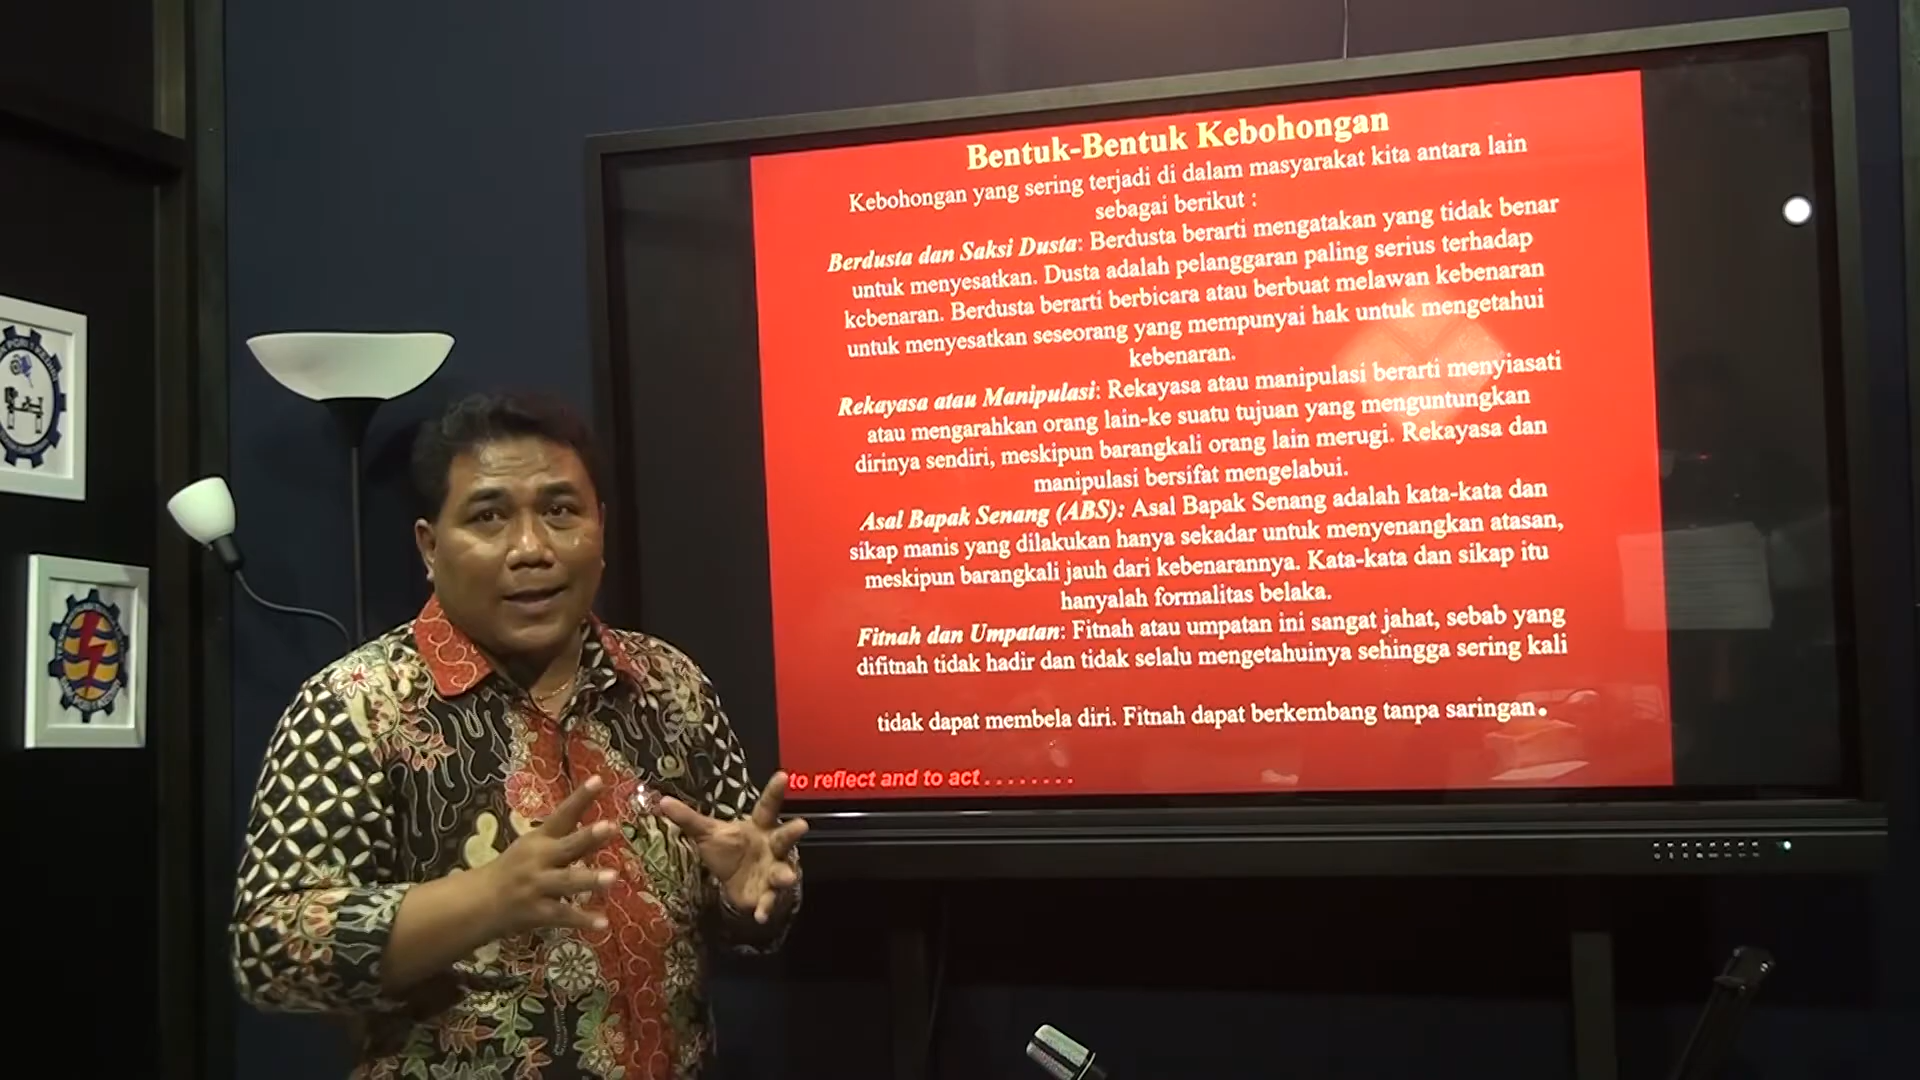 Bentuk-Bentuk Kebohongan
Kebohongan yang sering terjadi di dalam masyarakat kita antara lain
sebagai berikut :
Berdusta dan Saksi Dusta: Berdusta berarti mengatakan yang tidak benar
untuk menyesatkan. Dusta adalah pelanggaran paling serius terhadap
kebenaran. Berdusta berarti berbicara atau berbuat melawan kebenaran
untuk menyesatkan seseorang yang mempunyai hak untuk mengetahui
kebenaran.
Rekayasa atau Manipulasi: Rekayasa atau manipulasi berarti menyiasati
atau mengarahkan orang lain-ke suatu tujuan yang menguntungkan
dirinya sendiri, meskipun barangkali orang lain merugi. Rekayasa dan
manipulasi bersifat mengelabui.
Asal Bapak Senang (ABS): Asal Bapak Senang adalah kata-kata dan
sikap manis yang dilakukan hanya sekadar untuk menyenangkan atasan,
meskipun barangkali jauh dari kebenarannya. Kata-kata dan sikap itu
hanyalah formalitas belaka.
Fitnah dan Umpatan: Fitnah atau umpatan ini sangat jahat, sebab yang
difitnah tidak hadir dan tidak selalu mengetahuinya sehingga sering kali
tidak dapat membela diri. Fitnah dapat berkembang tanpa saringan.
to reflect and to act . . . . . . . .